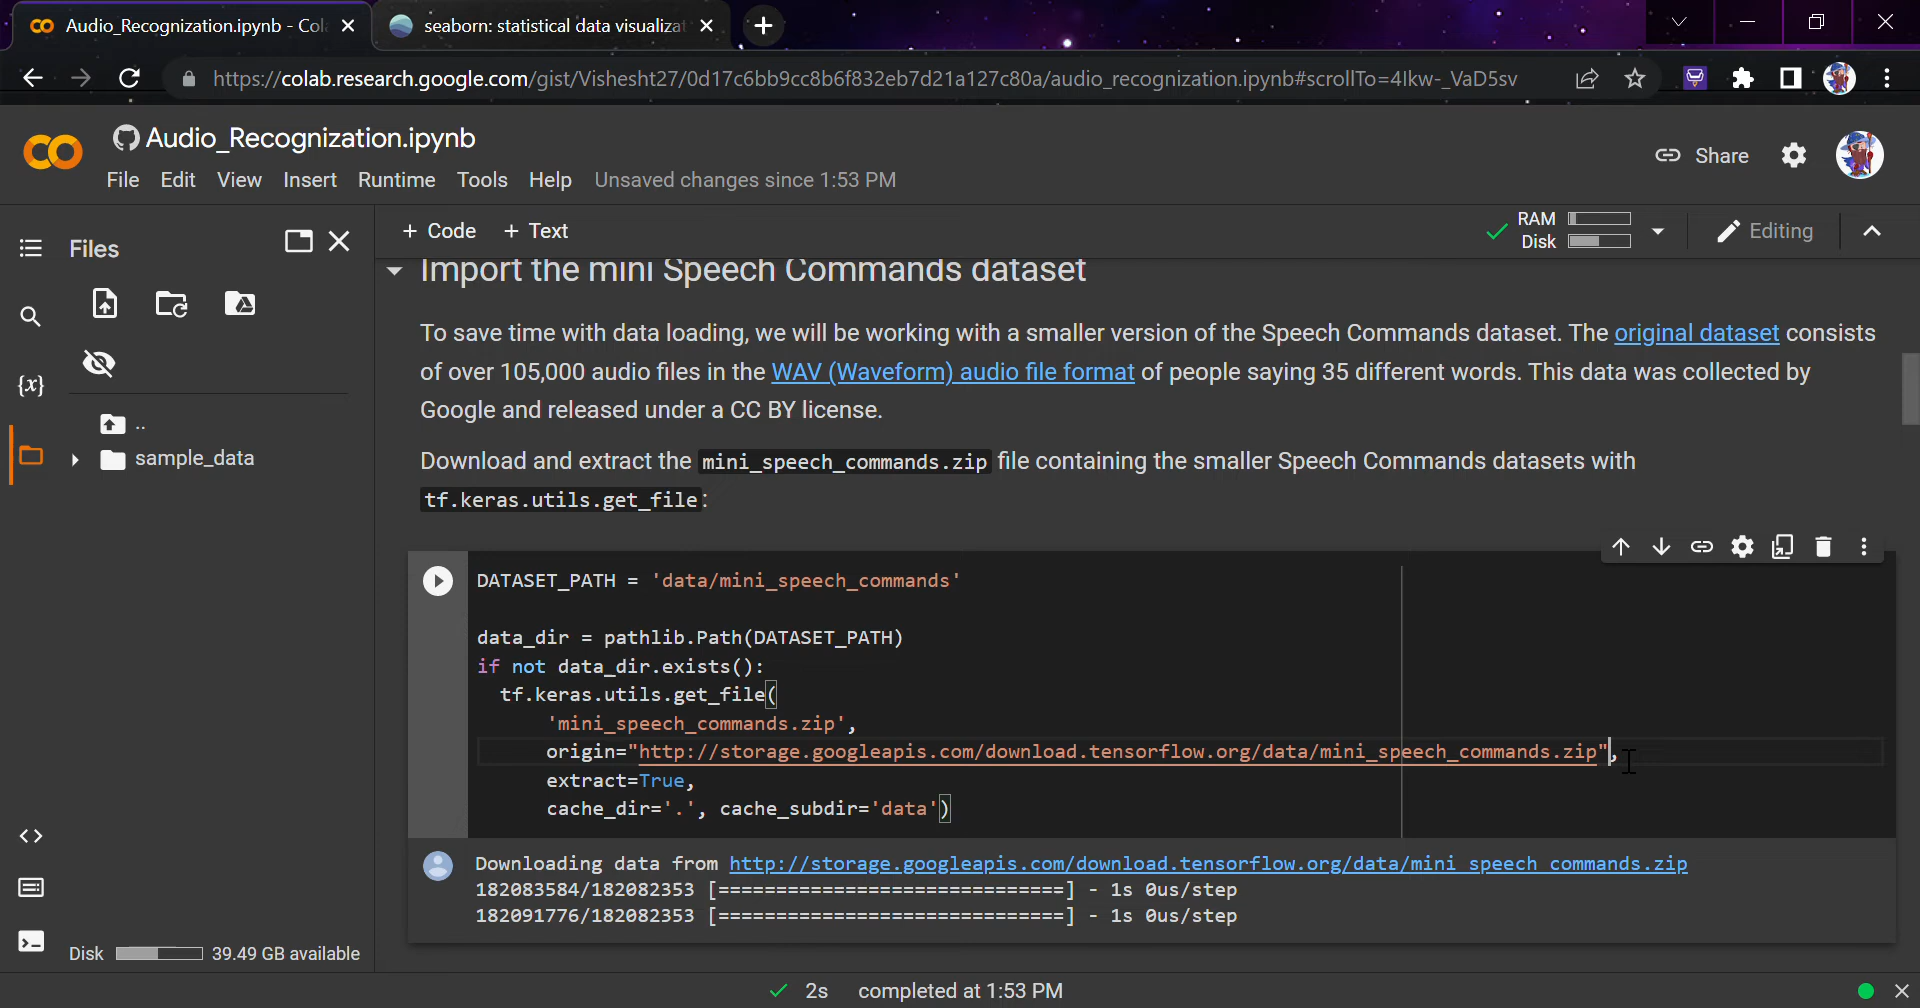 Audio_Recognization.ipynb - Col
seaborn: statistical data visualizat
https://colab.research.google.com/gist/Vishesht27/0d17c6bb9cc8b6f832eb7d21a127c80a/audio_recognization.ipynb#scrollTo=4Ikw-_VaD5sv
Audio_Recognization.ipynb
File Edit View Insert Runtime Tools Help Unsaved changes since 1:53 PM
Share
Files
+ Code + Text
RAM
Disk
Editing
..
sample_data
{x}
Disk 39.49 GB available
Import the mini Speech Commands dataset
To save time with data loading, we will be working with a smaller version of the Speech Commands dataset. The original dataset consists
of over 105,000 audio files in the WAV (Waveform) audio file format of people saying 35 different words. This data was collected by
Google and released under a CC BY license.
Download and extract the mini_speech_commands.zip file containing the smaller Speech Commands datasets with
tf.keras.utils.get_file:
DATASET_PATH = 'data/mini_speech_commands'
data_dir = pathlib.Path(DATASET_PATH)
if not data_dir.exists():
tf.keras.utils.get_file(
'mini_speech_commands.zip',
origin="http://storage.googleapis.com/download.tensorflow.org/data/mini_speech_commands.zip",
extract=True,
cache_dir='.', cache_subdir='data')
Downloading data from http://storage.googleapis.com/download.tensorflow.org/data/mini_speech_commands.zip
182083584/182082353 [==============================] - 1s 0us/step
182091776/182082353 [==============================] - 1s 0us/step
2s completed at 1:53 PM